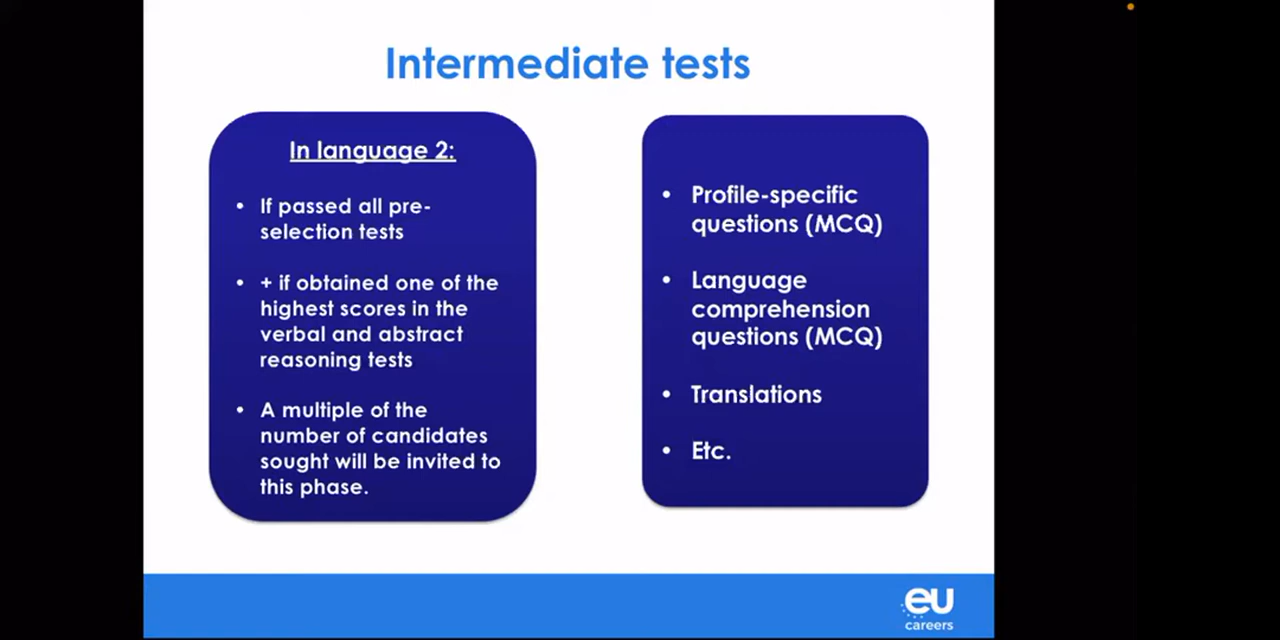 Intermediate tests
In language 2:
• If passed all pre-
selection tests
• + if obtained one of the
highest scores in the
verbal and abstract
reasoning tests
• A multiple of the
number of candidates
sought will be invited to
this phase.
• Profile-specific
questions (MCQ)
• Language
comprehension
questions (MCQ)
• Translations
• Etc.
eu
careers